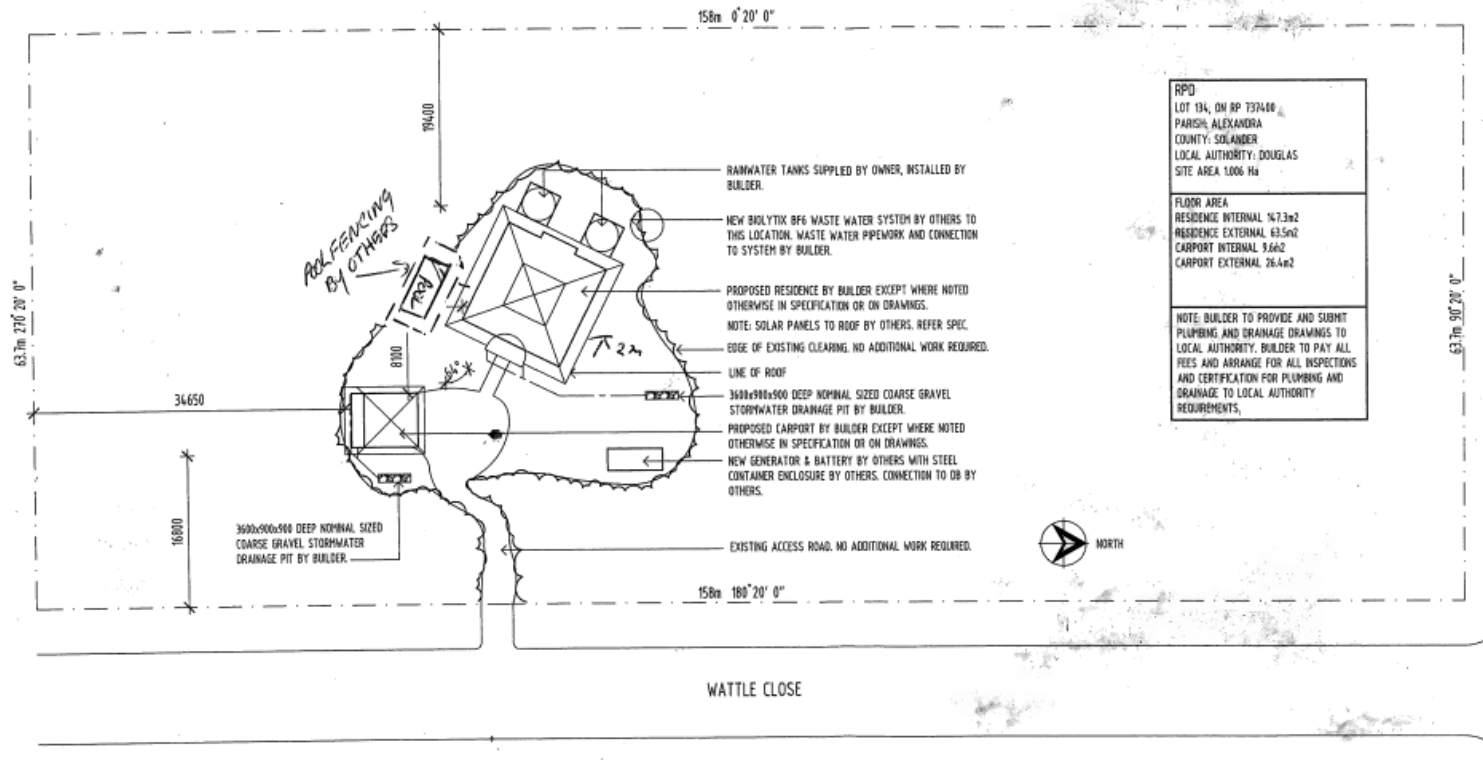 158m 0°20' 0"
19400
POOL FENCING
BY OTHERS
POOL
63.7m 270°20' 0"
34650
8100
16800
2m
RAINWATER TANKS SUPPLIED BY OWNER, INSTALLED BY
BUILDER.
NEW BIOLYTIX BF6 WASTE WATER SYSTEM BY OTHERS TO
THIS LOCATION. WASTE WATER PIPEWORK AND CONNECTION
TO SYSTEM BY BUILDER.
PROPOSED RESIDENCE BY BUILDER EXCEPT WHERE NOTED
OTHERWISE IN SPECIFICATION OR ON DRAWINGS.
NOTE: SOLAR PANELS TO ROOF BY OTHERS. REFER SPEC.
EDGE OF EXISTING CLEARING. NO ADDITIONAL WORK REQUIRED.
LINE OF ROOF
3600x900x900 DEEP NOMINAL SIZED COARSE GRAVEL
STORMWATER DRAINAGE PIT BY BUILDER.
PROPOSED CARPORT BY BUILDER EXCEPT WHERE NOTED
OTHERWISE IN SPECIFICATION OR ON DRAWINGS.
NEW GENERATOR & BATTERY BY OTHERS WITH STEEL
CONTAINER ENCLOSURE BY OTHERS. CONNECTION TO DB BY
OTHERS.
3600x900x900 DEEP NOMINAL SIZED
COARSE GRAVEL STORMWATER
DRAINAGE PIT BY BUILDER.
EXISTING ACCESS ROAD. NO ADDITIONAL WORK REQUIRED.
NORTH
RPD
LOT 134, ON RP 737400
PARISH: ALEXANDRA
COUNTY: SOLANDER
LOCAL AUTHORITY: DOUGLAS
SITE AREA 1.006 Ha
FLOOR AREA
RESIDENCE INTERNAL 147.3m2
RESIDENCE EXTERNAL 63.5m2
CARPORT INTERNAL 9.6m2
CARPORT EXTERNAL 26.4m2
NOTE: BUILDER TO PROVIDE AND SUBMIT
PLUMBING AND DRAINAGE DRAWINGS TO
LOCAL AUTHORITY. BUILDER TO PAY ALL
FEES AND ARRANGE FOR ALL INSPECTIONS
AND CERTIFICATION FOR PLUMBING AND
DRAINAGE TO LOCAL AUTHORITY
REQUIREMENTS.
63.7m 90°20' 0"
158m 180°20' 0"
WATTLE CLOSE